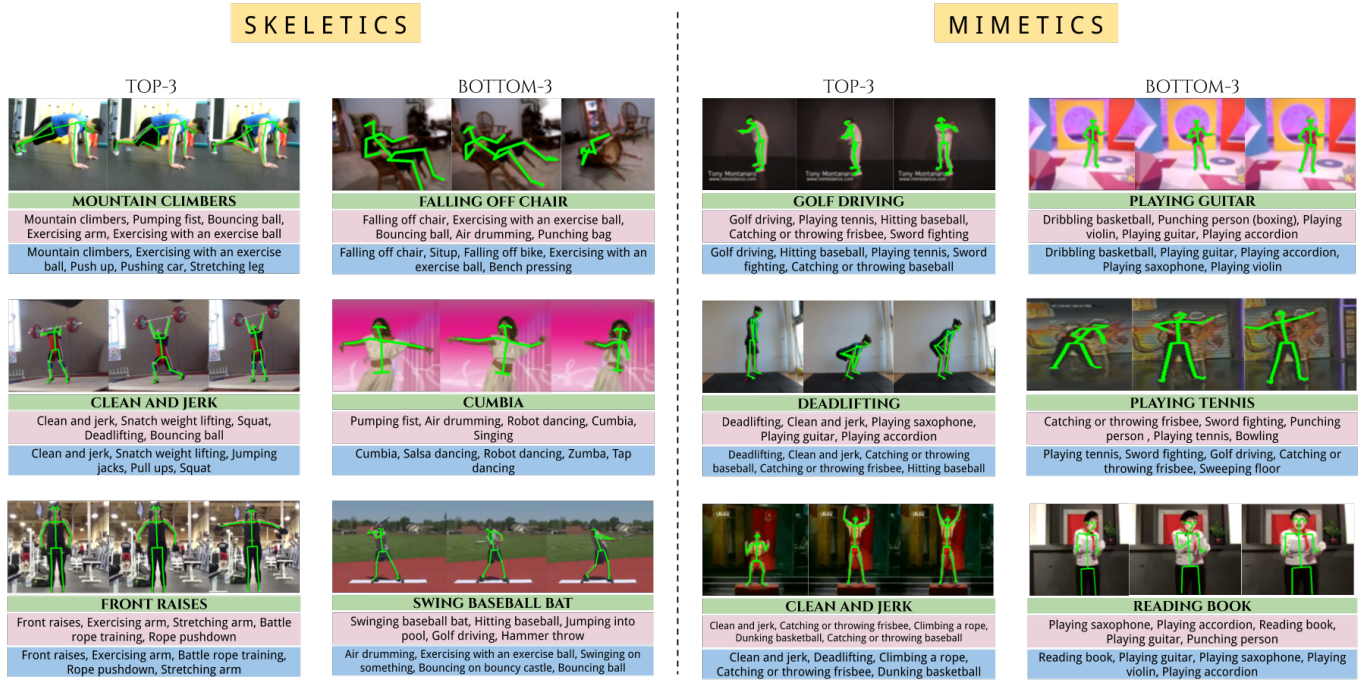 SKELETICS
MIMETICS
TOP-3
BOTTOM-3
TOP-3
BOTTOM-3
MOUNTAIN CLIMBERS
Mountain climbers, Pumping fist, Bouncing ball,
Exercising arm, Exercising with an exercise ball
Mountain climbers, Exercising with an exercise
ball, Push up, Pushing car, Stretching leg
FALLING OFF CHAIR
Falling off chair, Exercising with an exercise ball,
Bouncing ball, Air drumming, Punching bag
Falling off chair, Situp, Falling off bike, Exercising with an
exercise ball, Bench pressing
Tony Montanaro
www.mimedance.com
Tony Montanaro
www.mimedance.com
Tony Montanaro
www.mimedance.com
GOLF DRIVING
Golf driving, Playing tennis, Hitting baseball,
Catching or throwing frisbee, Sword fighting
Golf driving, Hitting baseball, Playing tennis, Sword
fighting, Catching or throwing baseball
PLAYING GUITAR
Dribbling basketball, Punching person (boxing), Playing
violin, Playing guitar, Playing accordion
Dribbling basketball, Playing guitar, Playing accordion,
Playing saxophone, Playing violin
CLEAN AND JERK
Clean and jerk, Snatch weight lifting, Squat,
Deadlifting, Bouncing ball
Clean and jerk, Snatch weight lifting, Jumping
jacks, Pull ups, Squat
CUMBIA
Pumping fist, Air drumming, Robot dancing, Cumbia,
Singing
Cumbia, Salsa dancing, Robot dancing, Zumba, Tap
dancing
DEADLIFTING
Deadlifting, Clean and jerk, Playing saxophone,
Playing guitar, Playing accordion
Deadlifting, Clean and jerk, Catching or throwing
baseball, Catching or throwing frisbee, Hitting baseball
PLAYING TENNIS
Catching or throwing frisbee, Sword fighting, Punching
person , Playing tennis, Bowling
Playing tennis, Sword fighting, Golf driving, Catching or
throwing frisbee, Sweeping floor
FRONT RAISES
Front raises, Exercising arm, Stretching arm, Battle
rope training, Rope pushdown
Front raises, Exercising arm, Battle rope training,
Rope pushdown, Stretching arm
SWING BASEBALL BAT
Swinging baseball bat, Hitting baseball, Jumping into
pool, Golf driving, Hammer throw
Air drumming, Exercising with an exercise ball, Swinging on
something, Bouncing on bouncy castle, Bouncing ball
CLEAN AND JERK
Clean and jerk, Catching or throwing frisbee, Climbing a rope,
Dunking basketball, Catching or throwing baseball
Clean and jerk, Deadlifting, Climbing a rope,
Catching or throwing frisbee, Dunking basketball
READING BOOK
Playing saxophone, Playing accordion, Reading book,
Playing guitar, Punching person
Reading book, Playing guitar, Playing saxophone, Playing
violin, Playing accordion